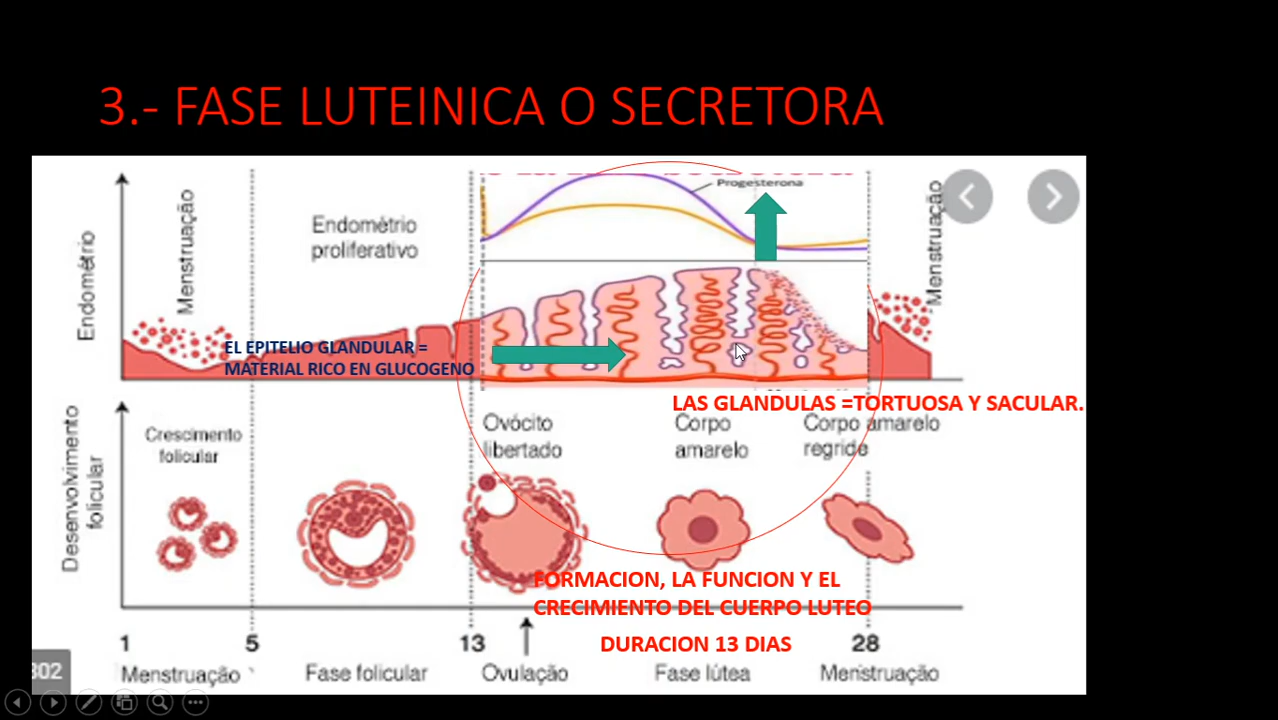 3.- FASE LUTEINICA O SECRETORA
Endométrio
Menstruação
Endométrio
proliferativo
Progesterona
Menstruação
EL EPITELIO GLANDULAR =
MATERIAL RICO EN GLUCOGENO
LAS GLANDULAS =TORTUOSA Y SACULAR.
Desenvolvimento
folicular
Crescimento
folicular
Ovócito
libertado
Corpo
amarelo
Corpo amarelo
regride
FORMACION, LA FUNCION Y EL
CRECIMIENTO DEL CUERPO LUTEO
DURACION 13 DIAS
1 5 13 28
302
Menstruação Fase folicular Ovulação Fase lútea Menstruação